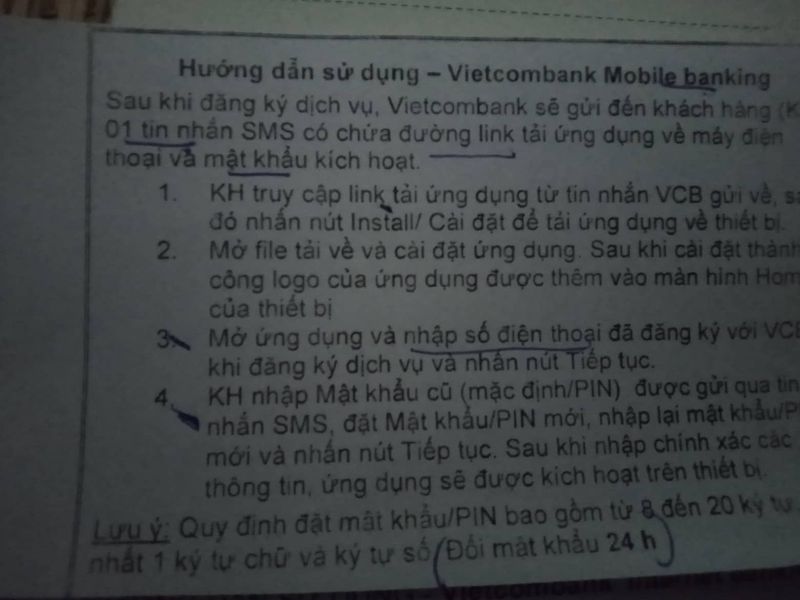 Hướng dẫn sử dụng – Vietcombank Mobile banking
Sau khi đăng ký dịch vụ, Vietcombank sẽ gửi đến khách hàng (K
01 tin nhắn SMS có chứa đường link tải ứng dụng về máy điện
thoại và mật khẩu kích hoạt.
1. KH truy cập link tải ứng dụng từ tin nhắn VCB gửi về, sa
đó nhấn nút Install/ Cài đặt để tải ứng dụng về thiết bị.
2. Mở file tải về và cài đặt ứng dụng. Sau khi cài đặt thành
công logo của ứng dụng được thêm vào màn hình Hom
của thiết bị
3. Mở ứng dụng và nhập số điện thoại đã đăng ký với VCB
khi đăng ký dịch vụ và nhấn nút Tiếp tục.
4. KH nhập Mật khẩu cũ (mặc định/PIN) được gửi qua tin
nhắn SMS, đặt Mật khẩu/PIN mới, nhập lại mật khẩu/P
mới và nhấn nút Tiếp tục. Sau khi nhập chính xác các
thông tin, ứng dụng sẽ được kích hoạt trên thiết bị.
Lưu ý: Quy định đặt mật khẩu/PIN bao gồm từ 8 đến 20 ký tự
nhất 1 ký tự chữ và ký tự số (Đổi mật khẩu 24 h)